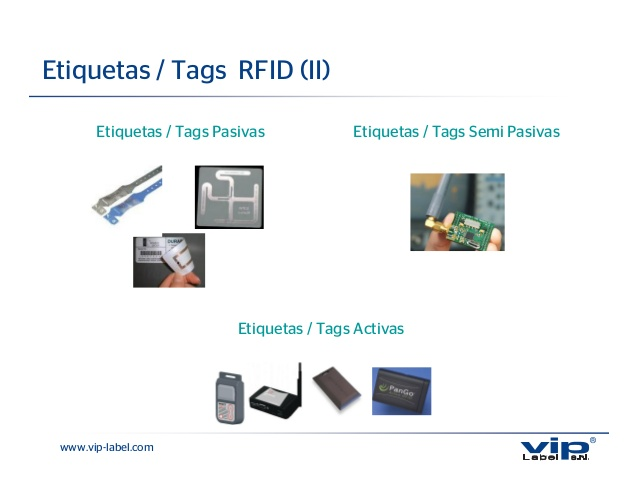 Etiquetas / Tags RFID (II)
Etiquetas / Tags Pasivas
Etiquetas / Tags Semi Pasivas
Etiquetas / Tags Activas
PanGo
www.vip-label.com
vip®
Label S.N.